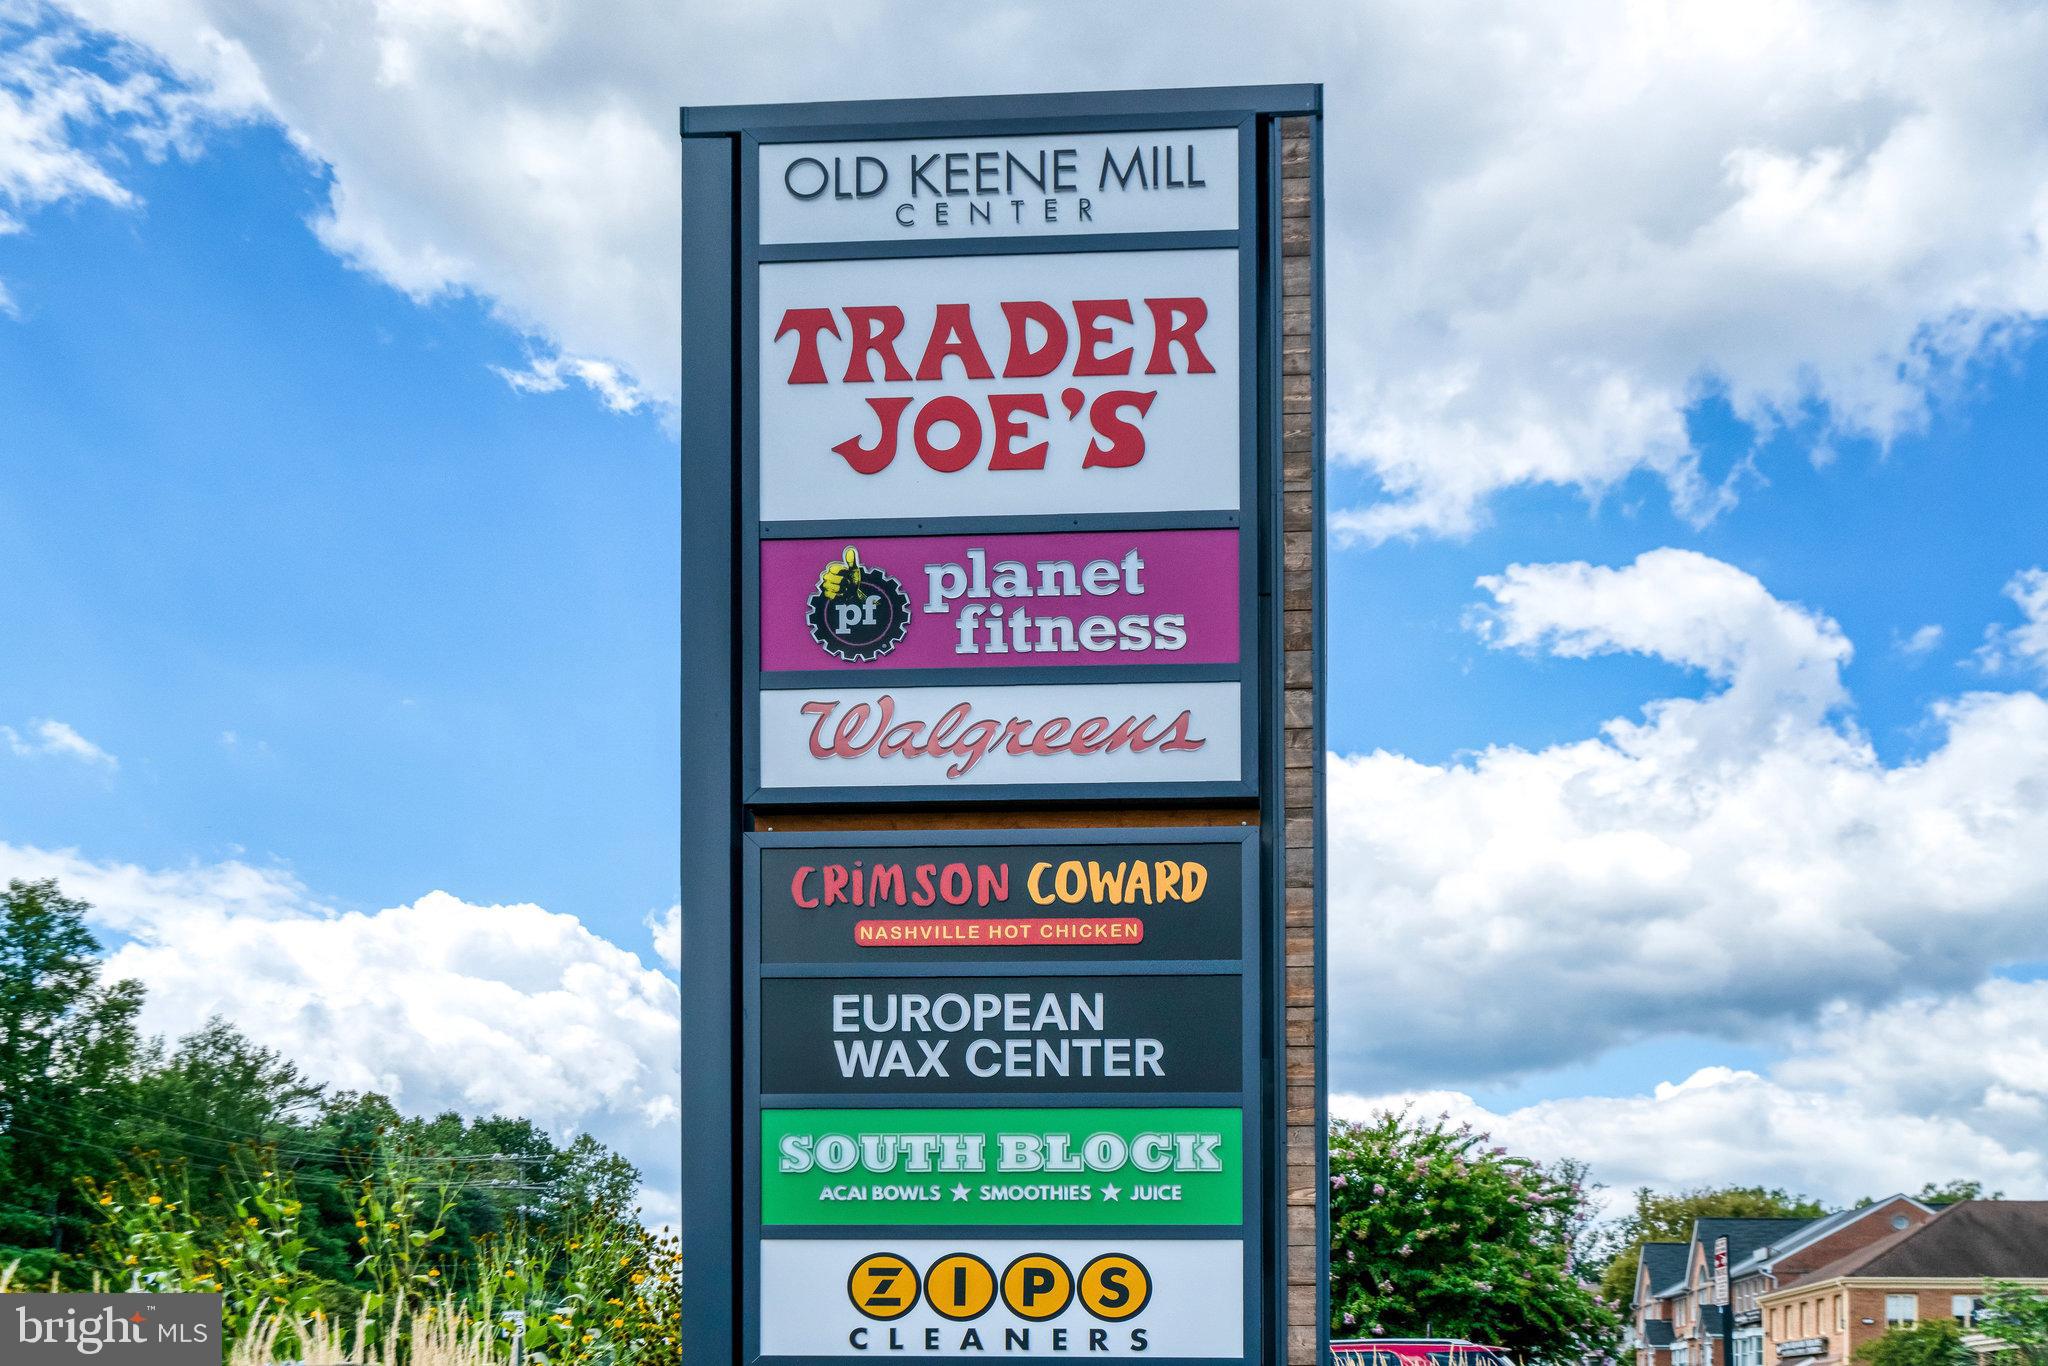 OLD KEENE MILL
CENTER
TRADER
JOE'S
pf
planet
fitness
Walgreens
CRiMSON COWARD
NASHVILLE HOT CHICKEN
EUROPEAN
WAX CENTER
SOUTH BLOCK
ACAI BOWLS ★ SMOOTHIES ★ JUICE
ZIPS
CLEANERS
bright™ MLS